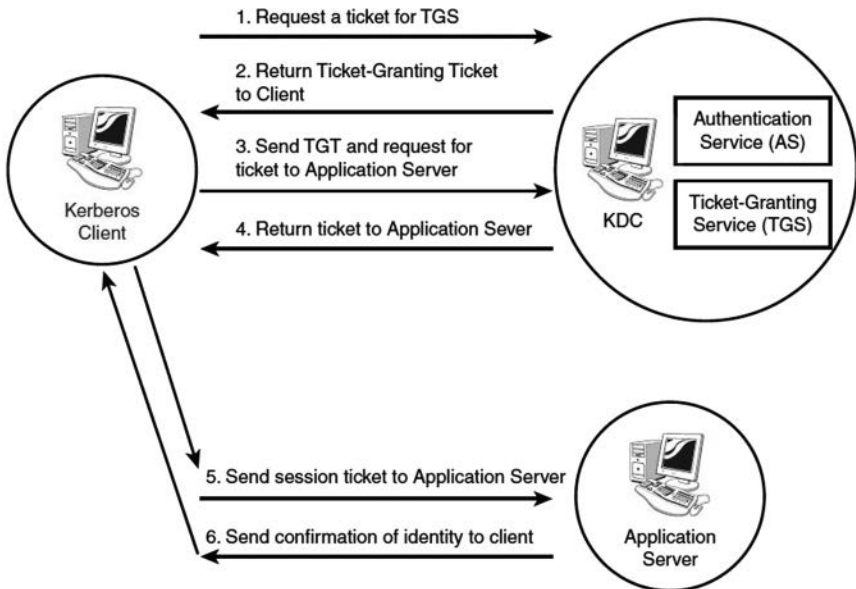 1. Request a ticket for TGS
2. Return Ticket-Granting Ticket
to Client
3. Send TGT and request for
ticket to Application Server
4. Return ticket to Application Sever
Kerberos
Client
KDC
Authentication
Service (AS)
Ticket-Granting
Service (TGS)
5. Send session ticket to Application Server
6. Send confirmation of identity to client
Application
Server